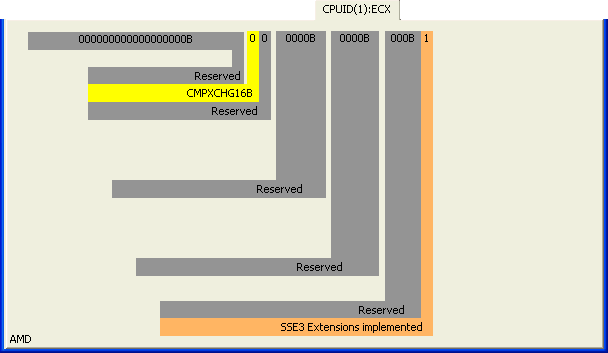 CPUID(1):ECX
000000000000000000B 0 0 0000B 0000B 000B 1
Reserved
CMPXCHG16B
Reserved
Reserved
Reserved
Reserved
SSE3 Extensions implemented
AMD